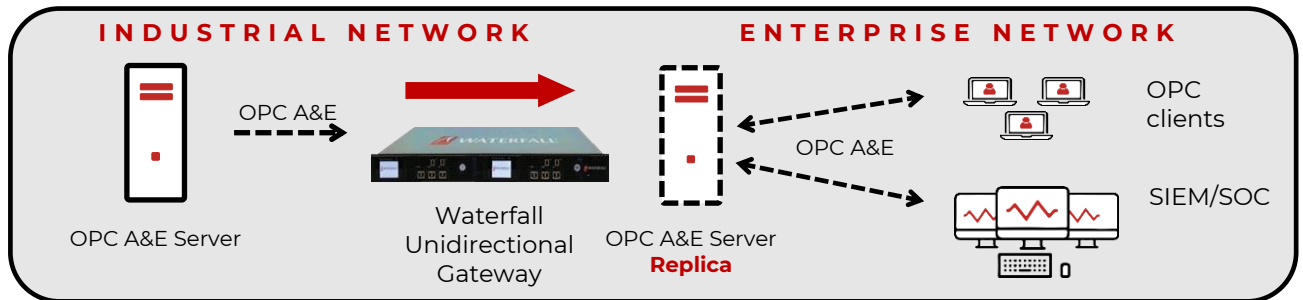 INDUSTRIAL NETWORK
ENTERPRISE NETWORK
OPC A&E
WATERFALL
OPC A&E Server
Waterfall
Unidirectional
Gateway
OPC A&E Server
Replica
OPC A&E
OPC
clients
SIEM/SOC